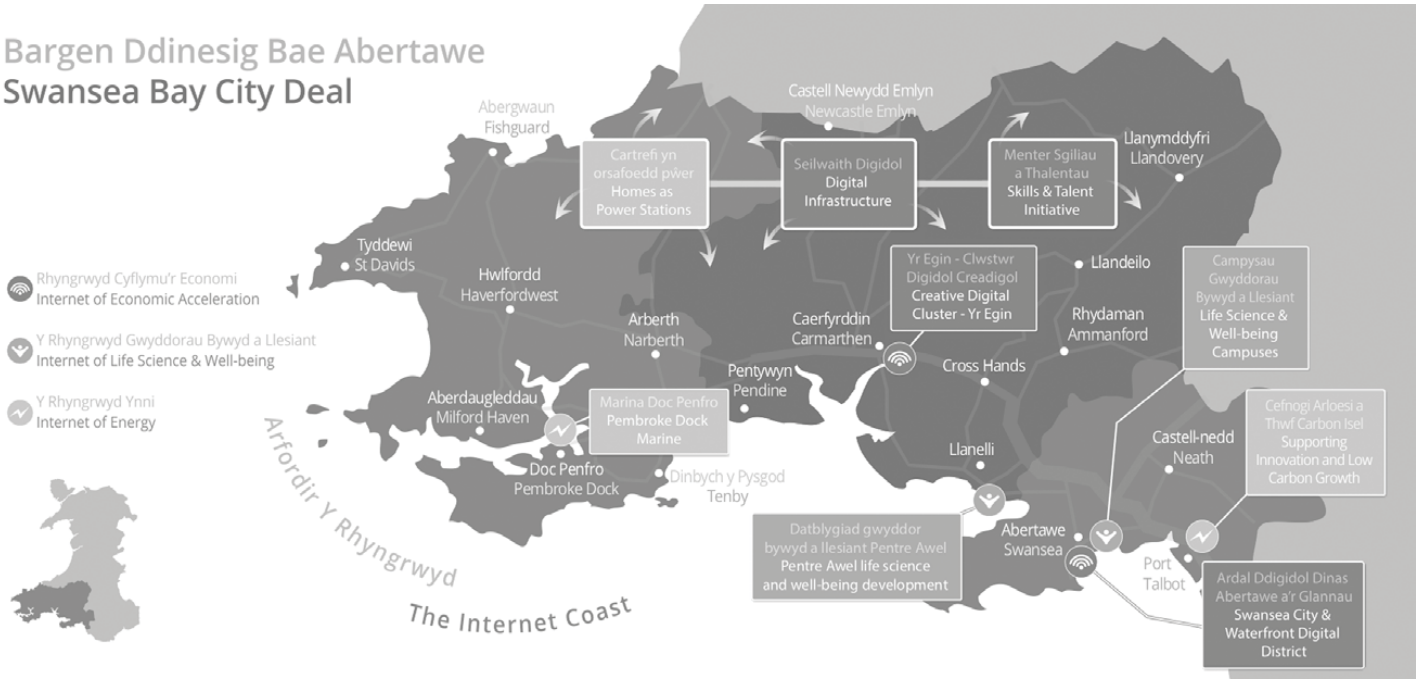 Bargen Ddinesig Bae Abertawe
Swansea Bay City Deal
Abergwaun
Fishguard
Castell Newydd Emlyn
Newcastle Emlyn
Llanymddyfri
Llandovery
Cartrefi yn
orsafoedd pŵer
Homes as
Power Stations
Seilwaith Digidol
Digital
Infrastructure
Menter Sgiliau
a Thalentau
Skills & Talent
Initiative
Tyddewi
St Davids
Hwlfordd
Haverfordwest
Yr Egin - Clwstwr
Digidol Creadigol
Creative Digital
Cluster - Yr Egin
Llandeilo
Campysau
Gwyddorau
Bywyd a Llesiant
Life Science &
Well-being
Campuses
Rhyngrwyd Cyflymu'r Economi
Internet of Economic Acceleration
Y Rhyngrwyd Gwyddorau Bywyd a Llesiant
Internet of Life Science & Well-being
Y Rhyngrwyd Ynni
Internet of Energy
Arberth
Narberth
Caerfyrddin
Carmarthen
Rhydaman
Ammanford
Cross Hands
Pentywyn
Pendine
Aberdaugleddau
Milford Haven
Marina Doc Penfro
Pembroke Dock
Marine
Doc Penfro
Pembroke Dock
Dinbych y Pysgod
Tenby
Llanelli
Castell-nedd
Neath
Cefnogi Arloesi a
Thwf Carbon Isel
Supporting
Innovation and Low
Carbon Growth
Datblygiad gwyddor
bywyd a llesiant Pentre Awel
Pentre Awel life science
and well-being development
Abertawe
Swansea
Port
Talbot
Ardal Ddigidol Dinas
Abertawe a'r Glannau
Swansea City &
Waterfront Digital
District
Arfordir Y Rhyngrwyd
The Internet Coast